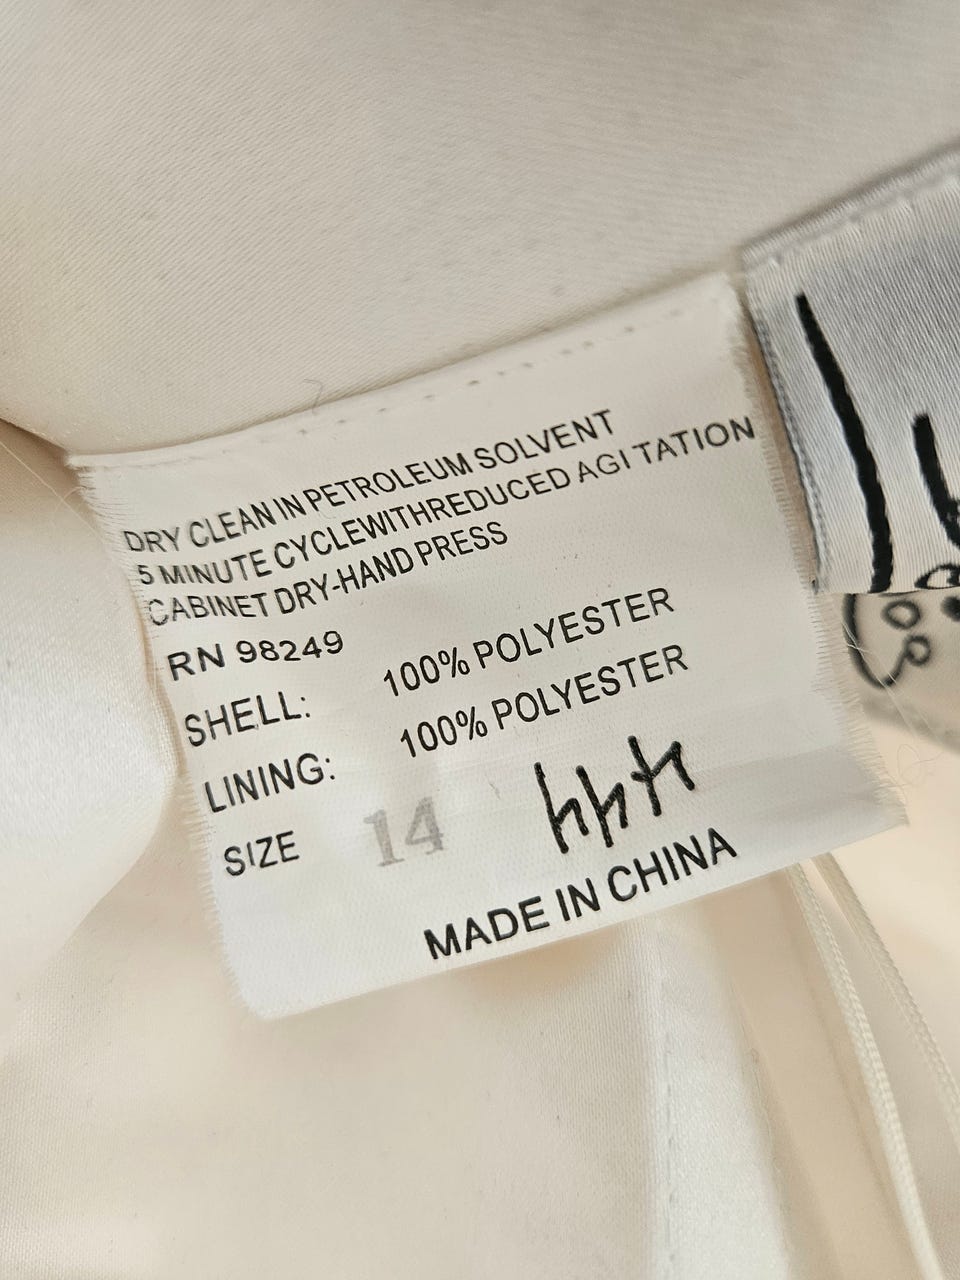 DRY CLEAN IN PETROLEUM SOLVENT
5 MINUTE CYCLEWITHREDUCED AGI TATION
CABINET DRY-HAND PRESS
RN 98249
SHELL: 100% POLYESTER
LINING: 100% POLYESTER
SIZE 14
MADE IN CHINA